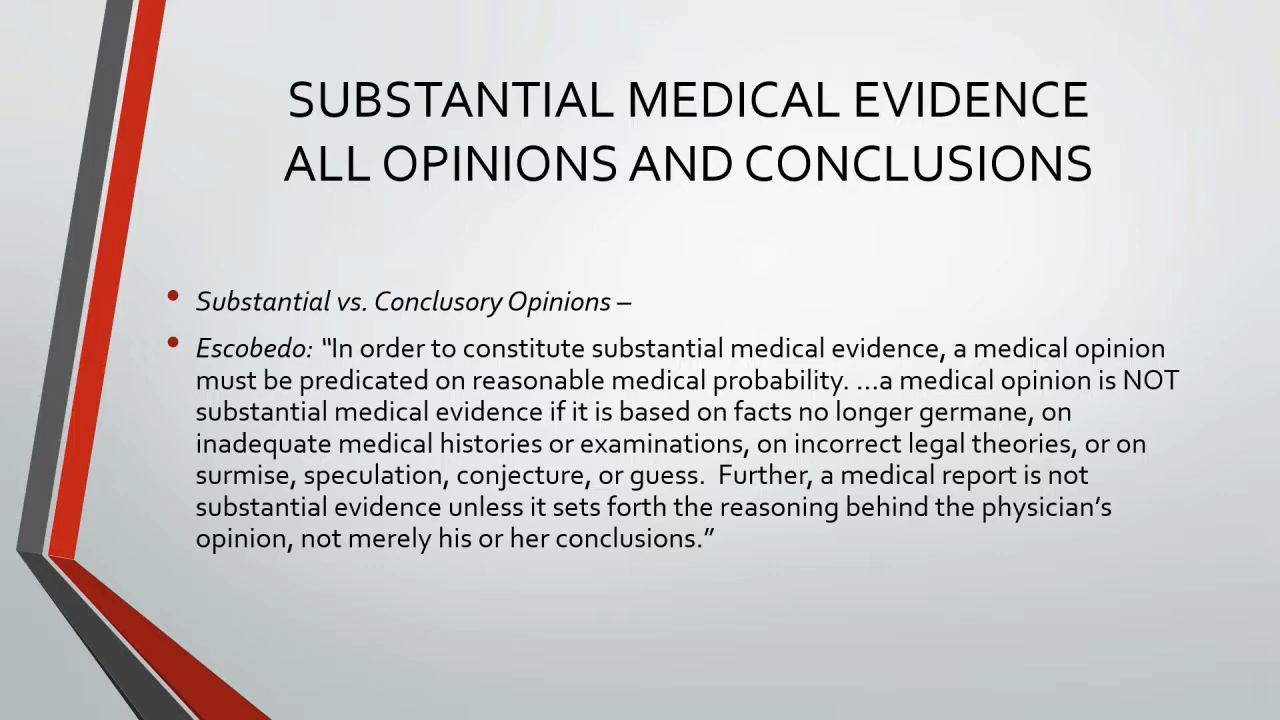 SUBSTANTIAL MEDICAL EVIDENCE
ALL OPINIONS AND CONCLUSIONS
• Substantial vs. Conclusory Opinions –
• Escobedo: “In order to constitute substantial medical evidence, a medical opinion
must be predicated on reasonable medical probability. …a medical opinion is NOT
substantial medical evidence if it is based on facts no longer germane, on
inadequate medical histories or examinations, on incorrect legal theories, or on
surmise, speculation, conjecture, or guess.  Further, a medical report is not
substantial evidence unless it sets forth the reasoning behind the physician’s
opinion, not merely his or her conclusions.”